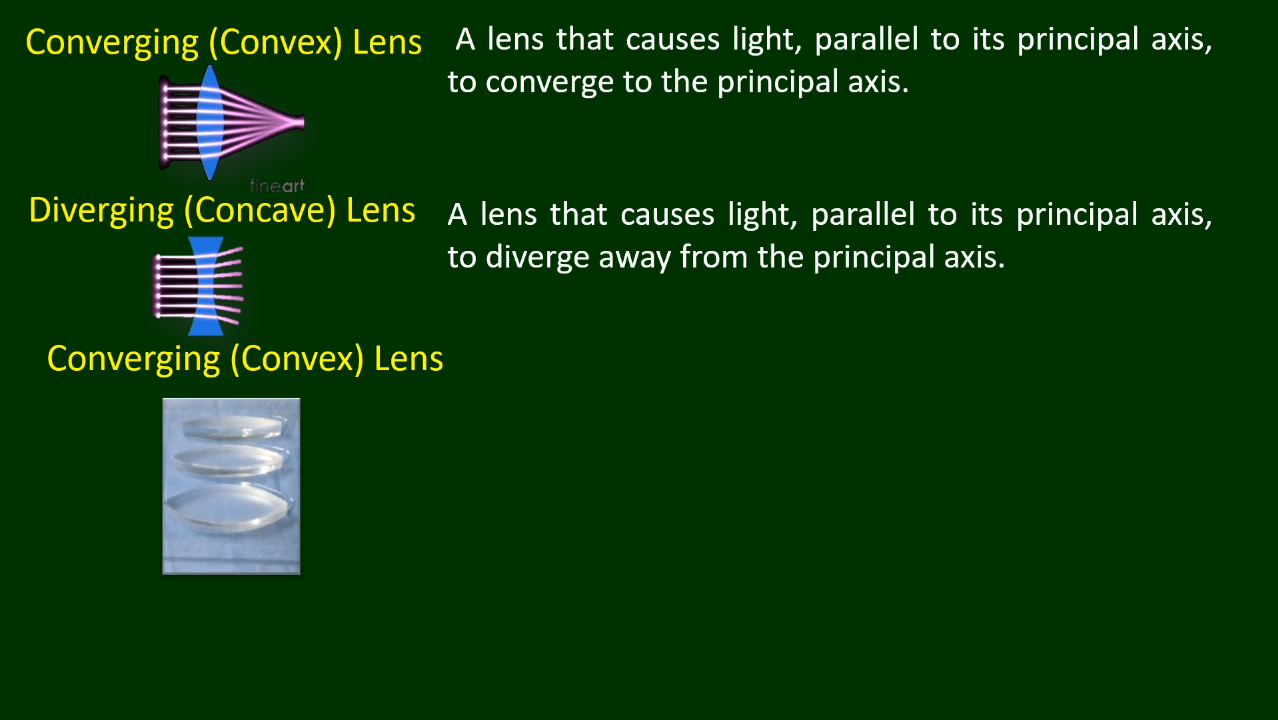 Converging (Convex) Lens
A lens that causes light, parallel to its principal axis,
to converge to the principal axis.
fineart
Diverging (Concave) Lens
A lens that causes light, parallel to its principal axis,
to diverge away from the principal axis.
Converging (Convex) Lens